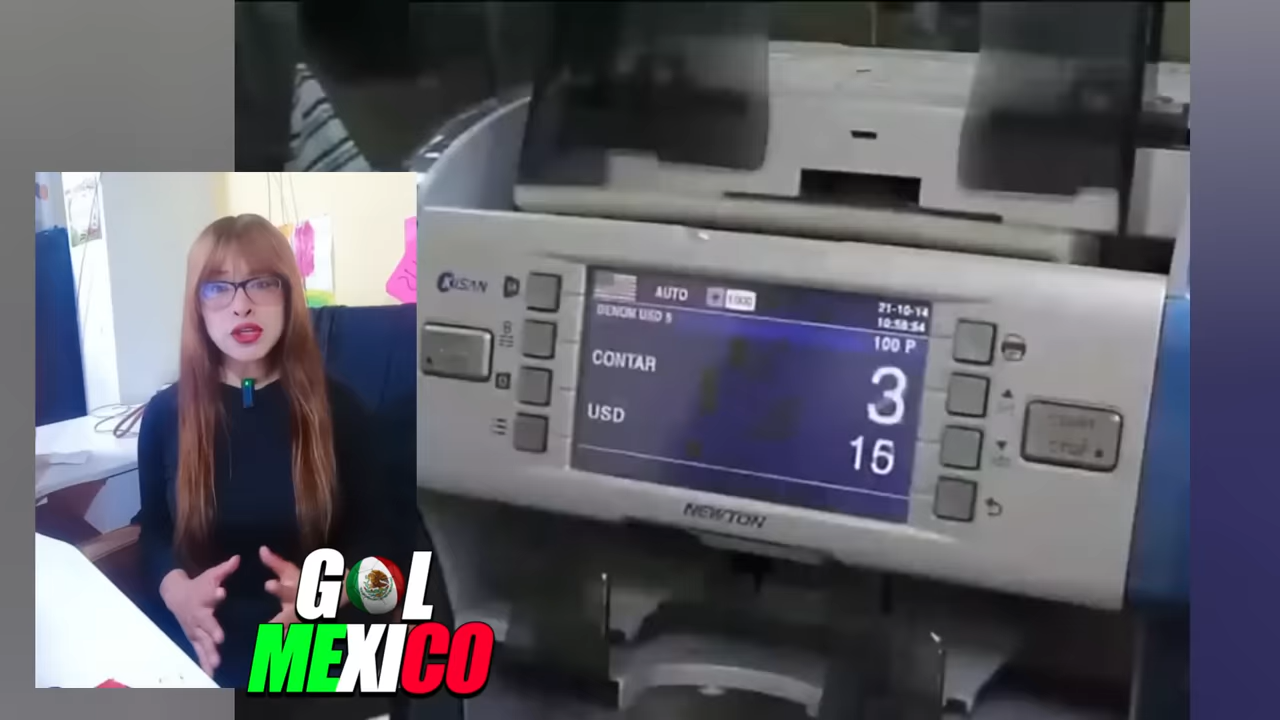 KISAN
AUTO
1000
21-10-14
10:58:54
DENOM USD 5
100 P
CONTAR
3
USD
16
NEWTON
GOL
MEXICO